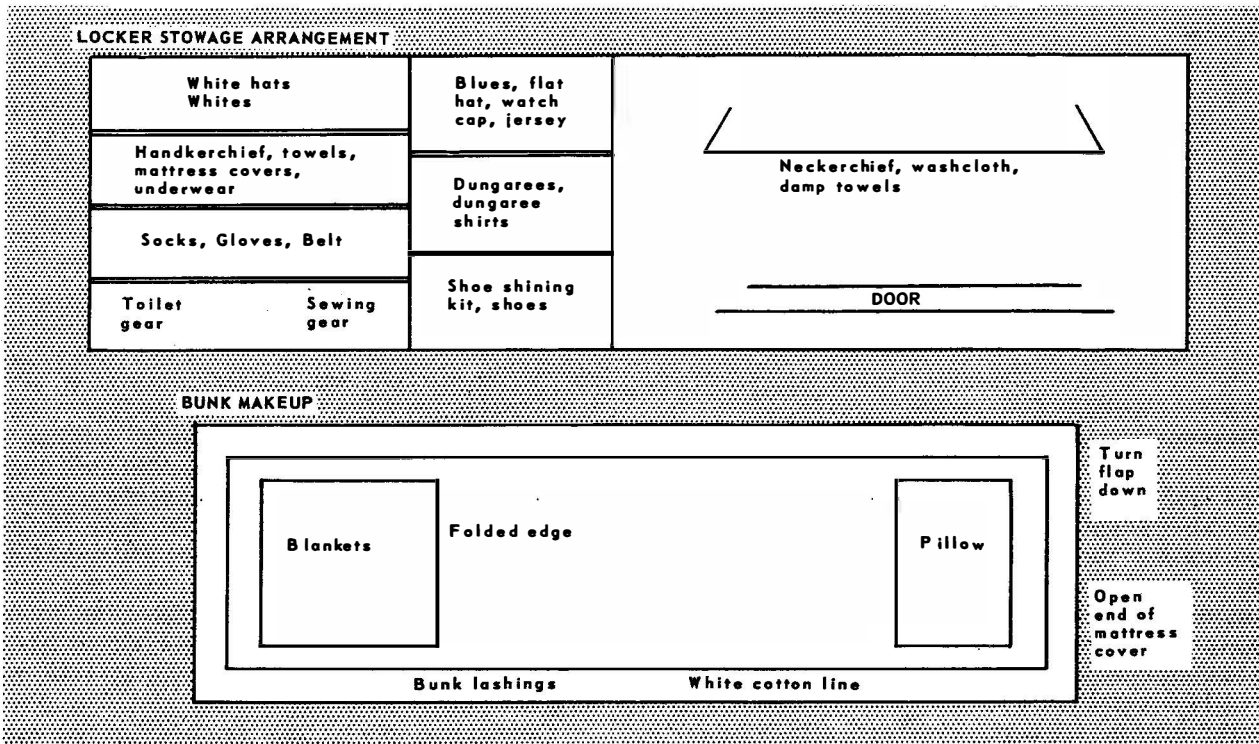 LOCKER STOWAGE ARRANGEMENT
White hats
Whites
Handkerchief, towels,
mattress covers,
underwear
Socks, Gloves, Belt
Toilet
gear
Sewing
gear
Blues, flat
hat, watch
cap, jersey
Dungarees,
dungaree
shirts
Shoe shining
kit, shoes
Neckerchief, washcloth,
damp towels
DOOR
BUNK MAKEUP
Blankets
Folded edge
Pillow
Turn
flap
down
Open
end of
mattress
cover
Bunk lashings
White cotton line